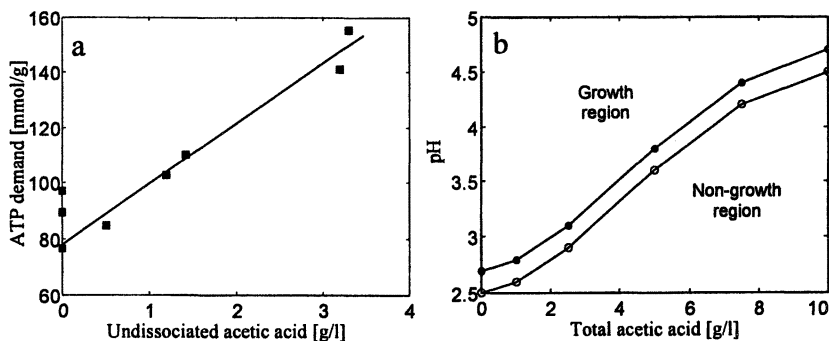 a
ATP demand [mmol/g]
160
140
120
100
80
60
0
1
2
3
4
Undissociated acetic acid [g/l]
b
pH
5
4.5
4
3.5
3
2.5
Growth
region
Non-growth
region
0
2
4
6
8
10
Total acetic acid [g/l]